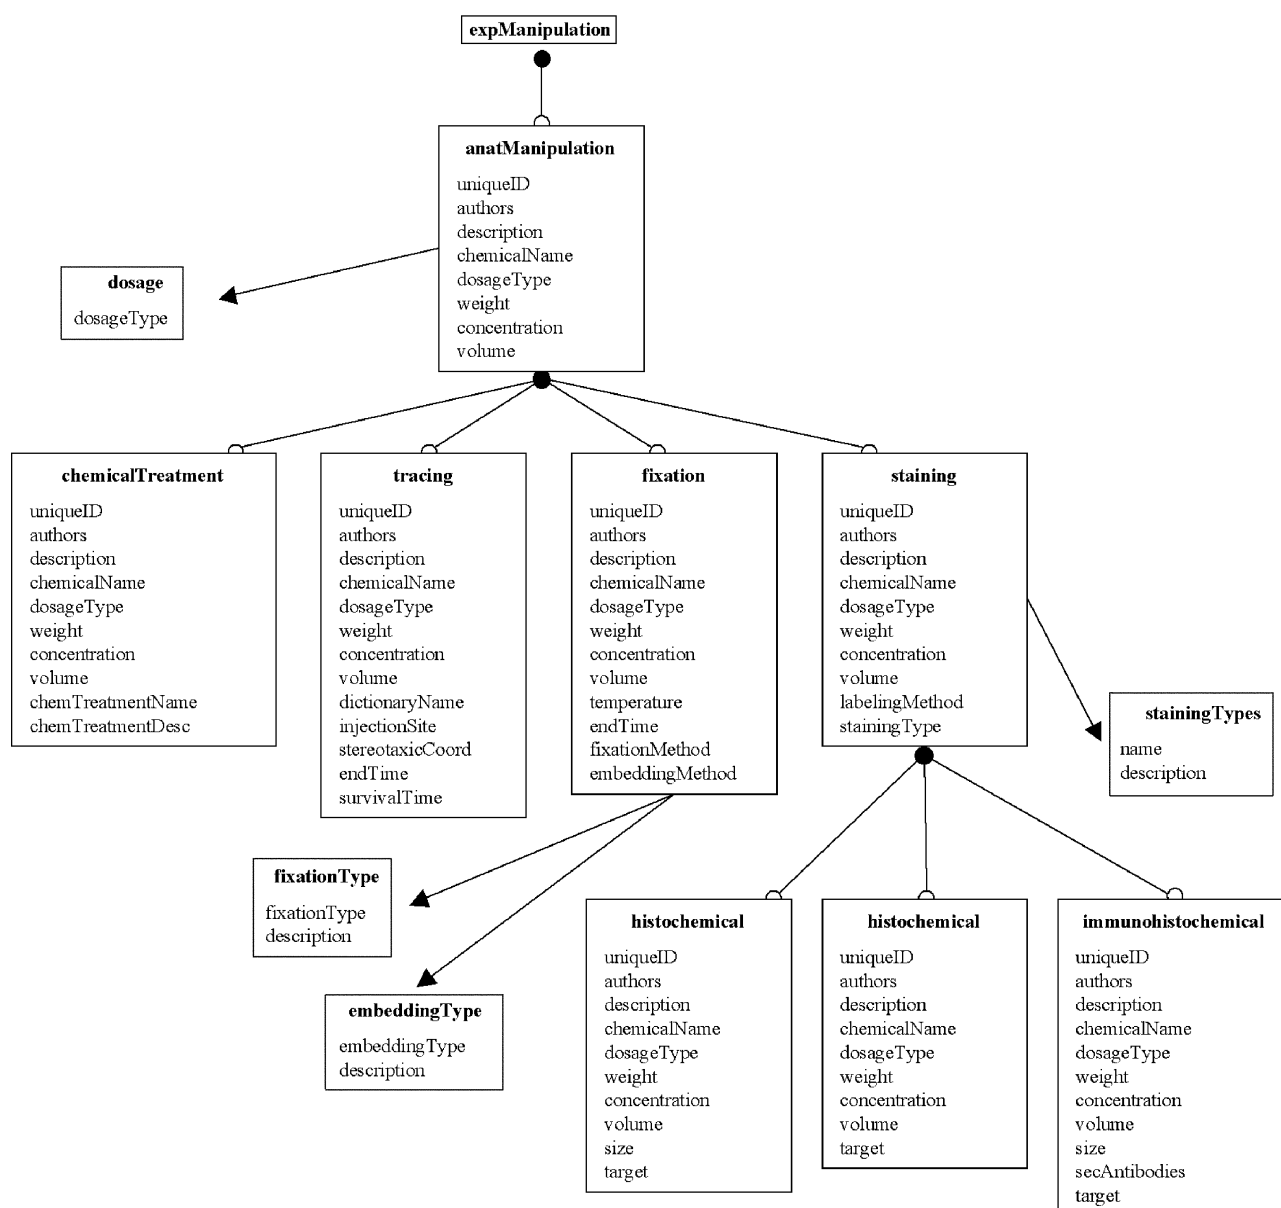 expManipulation
anatManipulation
uniqueID
authors
description
chemicalName
dosageType
weight
concentration
volume
dosage
dosageType
chemicalTreatment
uniqueID
authors
description
chemicalName
dosageType
weight
concentration
volume
chemTreatmentName
chemTreatmentDesc
tracing
uniqueID
authors
description
chemicalName
dosageType
weight
concentration
volume
dictionaryName
injectionSite
stereotaxicCoord
endTime
survivalTime
fixation
uniqueID
authors
description
chemicalName
dosageType
weight
concentration
volume
temperature
endTime
fixationMethod
embeddingMethod
staining
uniqueID
authors
description
chemicalName
dosageType
weight
concentration
volume
labelingMethod
stainingType
stainingTypes
name
description
fixationType
fixationType
description
embeddingType
embeddingType
description
histochemical
uniqueID
authors
description
chemicalName
dosageType
weight
concentration
volume
size
target
histochemical
uniqueID
authors
description
chemicalName
dosageType
weight
concentration
volume
target
immunohistochemical
uniqueID
authors
description
chemicalName
dosageType
weight
concentration
volume
size
secAntibodies
target